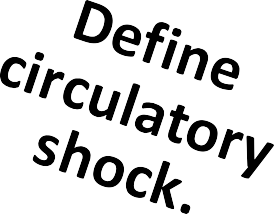 Define
circulatory
shock.